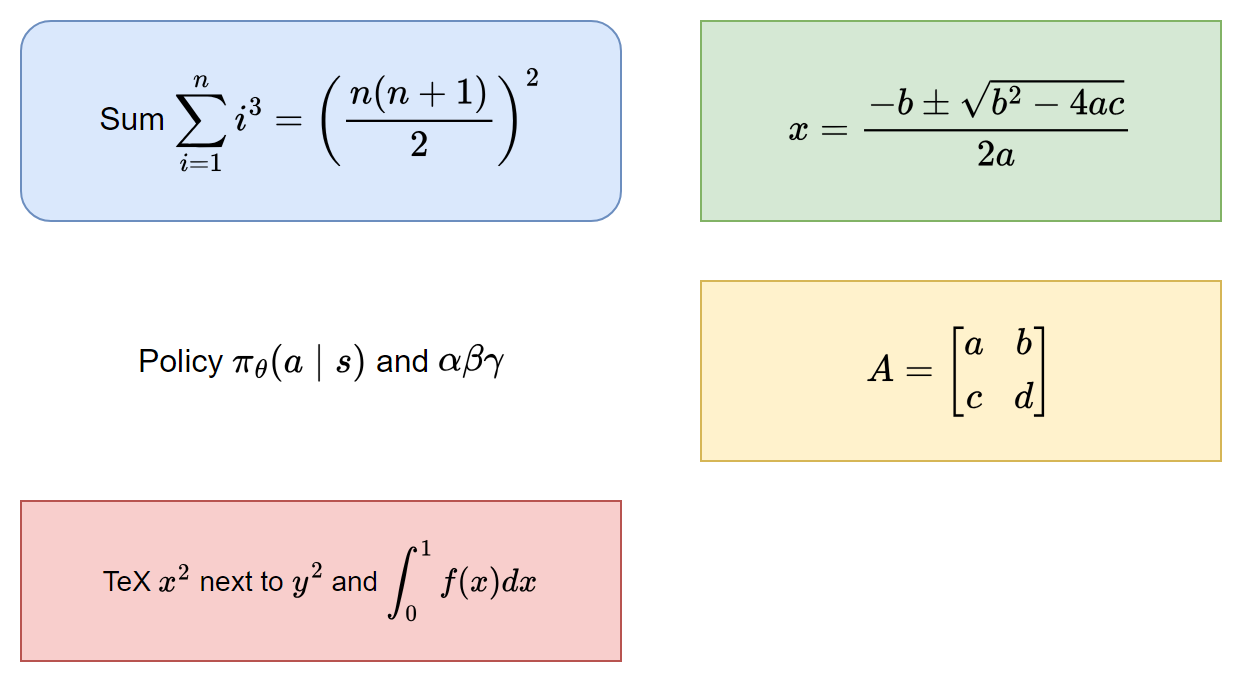 Sum $\sum_{i=1}^{n} i^3 = \left(\frac{n(n+1)}{2}\right)^2$
$x = \frac{-b \pm \sqrt{b^2 - 4ac}}{2a}$
Policy $\pi_\theta(a \mid s)$ and $\alpha\beta\gamma$
$A = \begin{bmatrix} a & b \\ c & d \end{bmatrix}$
TeX $x^2$ next to $y^2$ and $\int_0^1 f(x)dx$